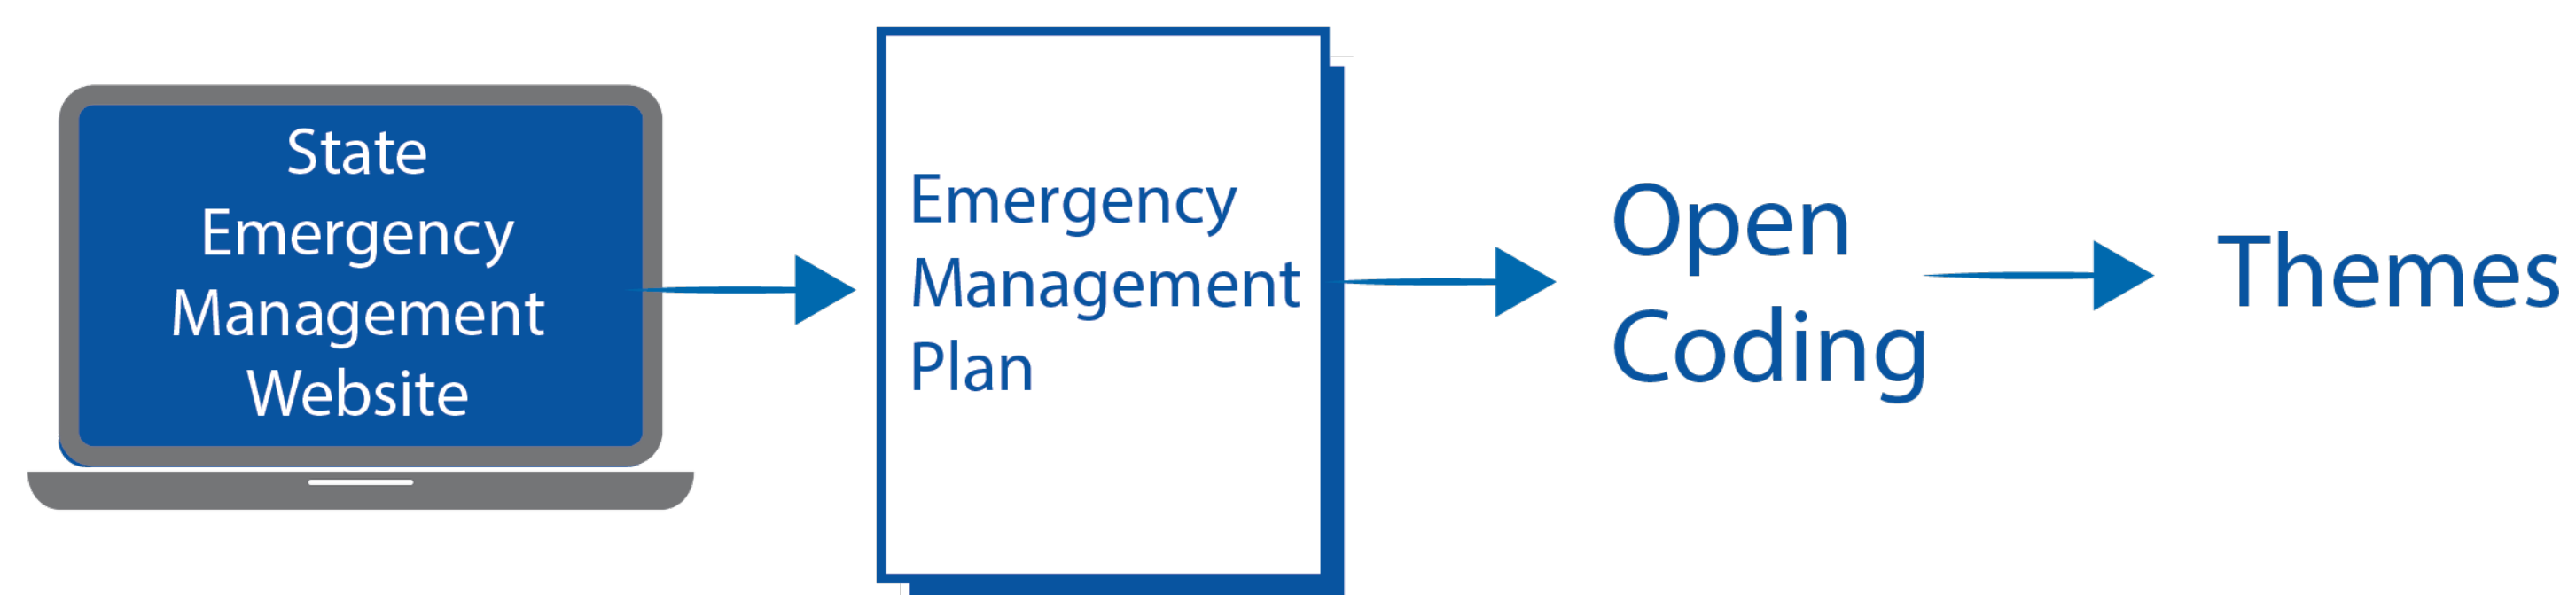 State
Emergency
Management
Website
Emergency
Management
Plan
Open
Coding
Themes